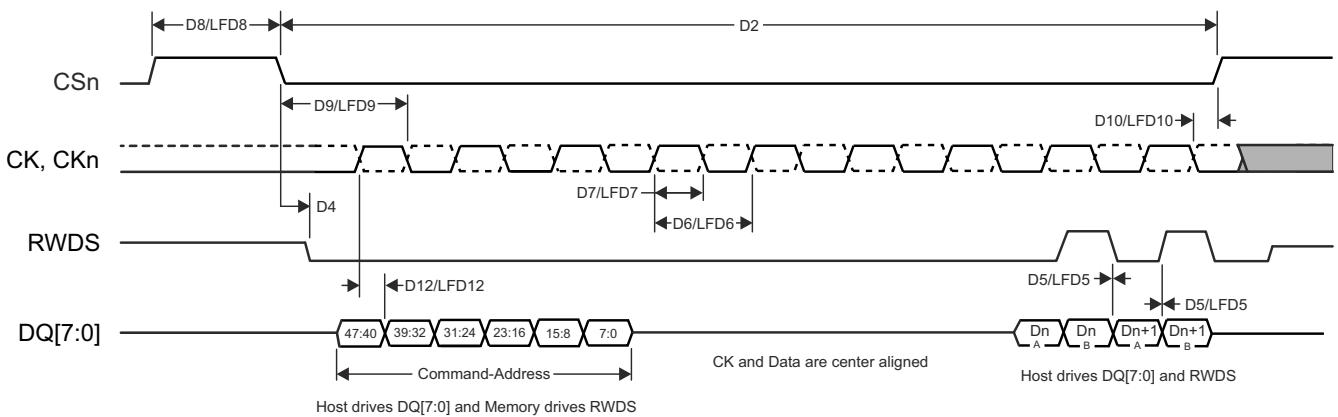 D8/LFD8
D2
CSn
D9/LFD9
D10/LFD10
CK, CKn
D7/LFD7
D4
D6/LFD6
RWDS
D12/LFD12
D5/LFD5
D5/LFD5
DQ[7:0]
47:40 39:32 31:24 23:16 15:8 7:0
Dn Dn Dn+1 Dn+1
A B A B
CK and Data are center aligned
Command-Address
Host drives DQ[7:0] and RWDS
Host drives DQ[7:0] and Memory drives RWDS